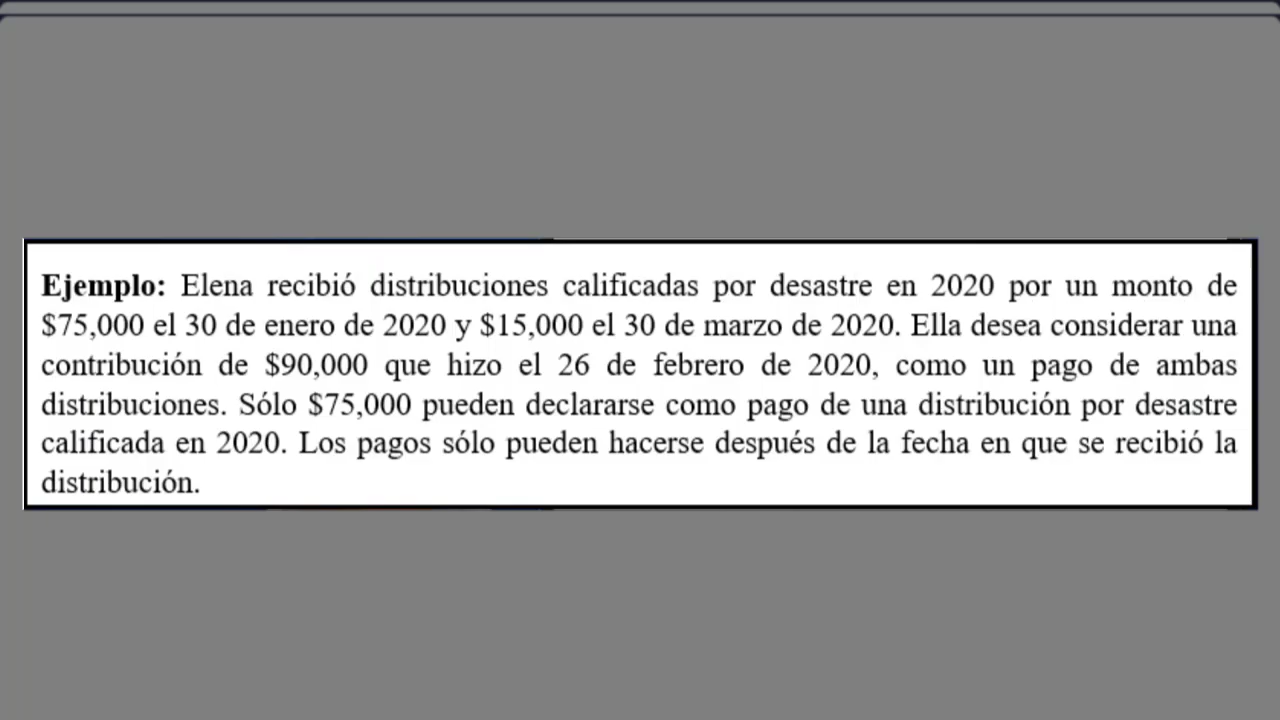 Ejemplo: Elena recibió distribuciones calificadas por desastre en 2020 por un monto de
$75,000 el 30 de enero de 2020 y $15,000 el 30 de marzo de 2020. Ella desea considerar una
contribución de $90,000 que hizo el 26 de febrero de 2020, como un pago de ambas
distribuciones. Sólo $75,000 pueden declararse como pago de una distribución por desastre
calificada en 2020. Los pagos sólo pueden hacerse después de la fecha en que se recibió la
distribución.